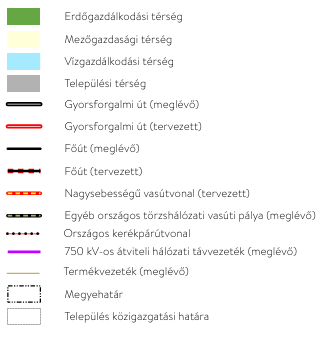 Erdőgazdálkodási térség
Mezőgazdasági térség
Vízgazdálkodási térség
Települési térség
Gyorsforgalmi út (meglévő)
Gyorsforgalmi út (tervezett)
Főút (meglévő)
Főút (tervezett)
Nagysebességű vasútvonal (tervezett)
Egyéb országos törzshálózati vasúti pálya (meglévő)
Országos kerékpárútvonal
750 kV-os átviteli hálózati távvezeték (meglévő)
Termékvezeték (meglévő)
Megyehatár
Település közigazgatási határa